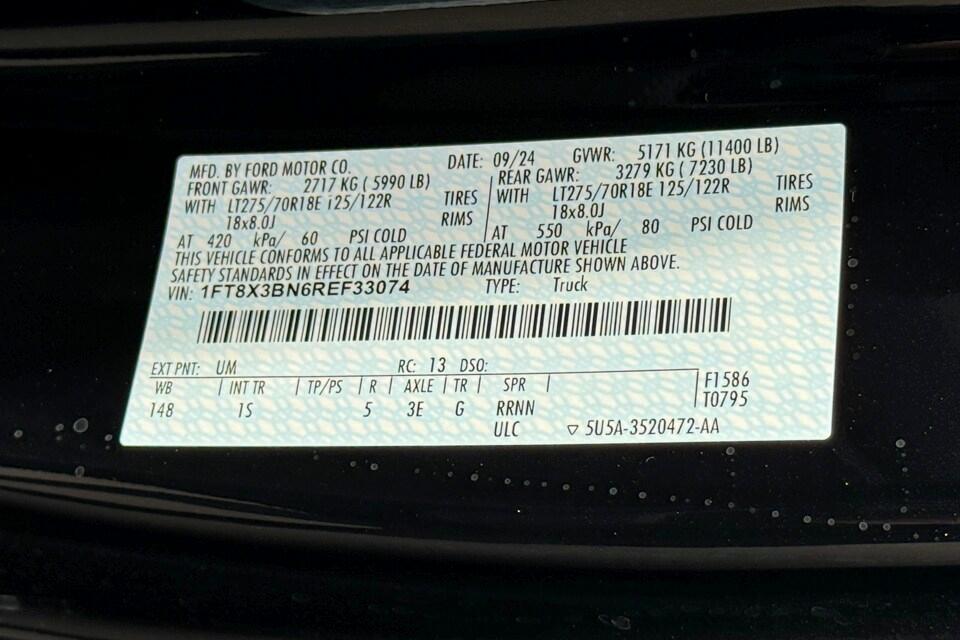 MFD. BY FORD MOTOR CO. DATE: 09/24 GVWR: 5171 KG (11400 LB)
FRONT GAWR: 2717 KG ( 5990 LB) REAR GAWR: 3279 KG ( 7230 LB)
WITH LT275/70R18E 125/122R TIRES WITH LT275/70R18E 125/122R TIRES
18x8.0J RIMS 18x8.0J RIMS
AT 420 kPa/ 60 PSI COLD AT 550 kPa/ 80 PSI COLD
THIS VEHICLE CONFORMS TO ALL APPLICABLE FEDERAL MOTOR VEHICLE
SAFETY STANDARDS IN EFFECT ON THE DATE OF MANUFACTURE SHOWN ABOVE.
VIN: 1FT8X3BN6REF33074 TYPE: Truck
EXT PNT: UM RC: 13 DSO:
WB INT TR TP/PS R AXLE TR SPR F1586
148 1S 5 3E G RRNN T0795
ULC ▽ 5U5A-3520472-AA